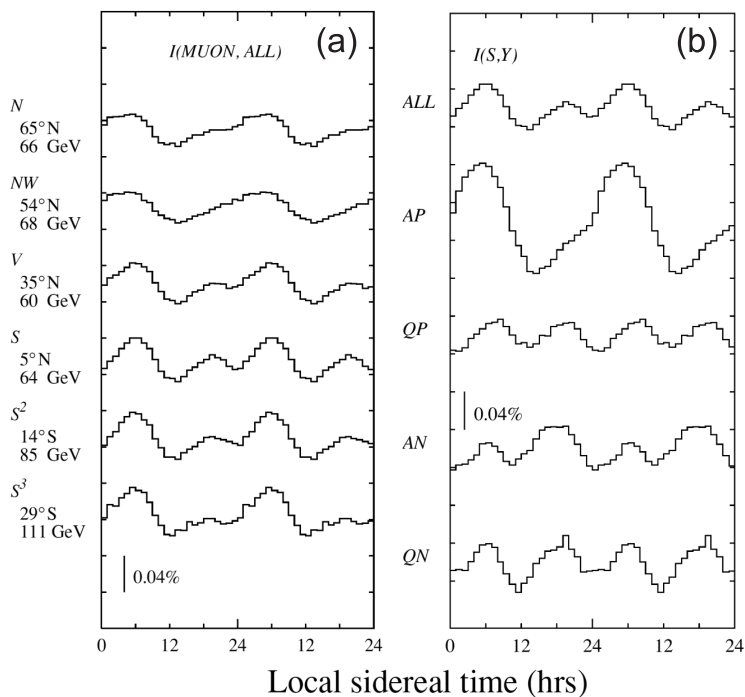 (a)
I(MUON, ALL)
N
65°N
66 GeV
NW
54°N
68 GeV
V
35°N
60 GeV
S
5°N
64 GeV
S²
14°S
85 GeV
S³
29°S
111 GeV
0.04%
0 12 24 12 24
(b)
I(S,Y)
ALL
AP
QP
0.04%
AN
QN
0 12 24 12 24
Local sidereal time (hrs)